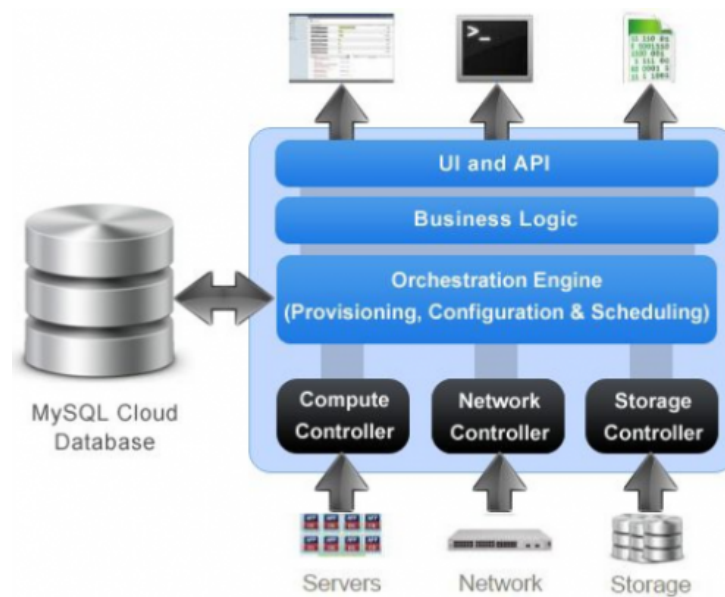 >_
UI and API
Business Logic
Orchestration Engine
(Provisioning, Configuration & Scheduling)
MySQL Cloud
Database
Compute
Controller
Network
Controller
Storage
Controller
Servers
Network
Storage